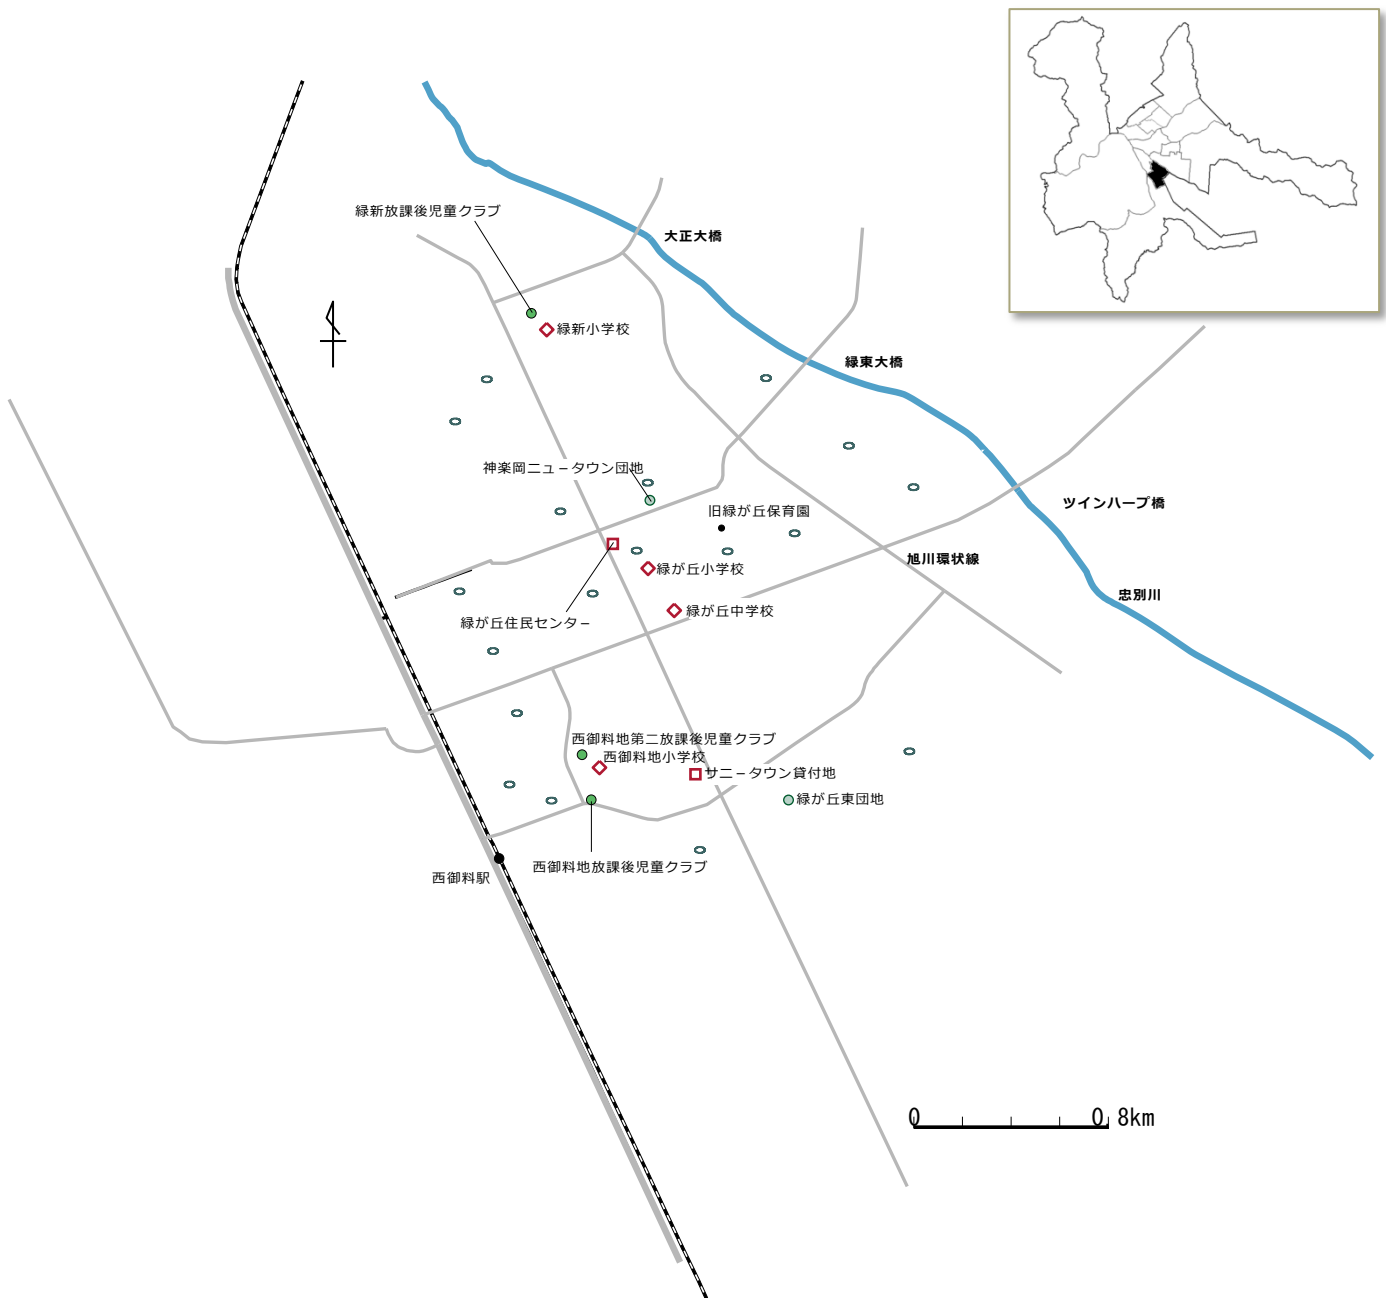 緑新放課後児童クラブ
大正大橋
緑新小学校
緑東大橋
神楽岡ニュータウン団地
ツインハープ橋
旧緑が丘保育園
旭川環状線
緑が丘小学校
忠別川
緑が丘中学校
緑が丘住民センター
西御料地第二放課後児童クラブ
西御料地小学校
サニータウン貸付地
緑が丘東団地
西御料地放課後児童クラブ
西御料駅
0 0.8km